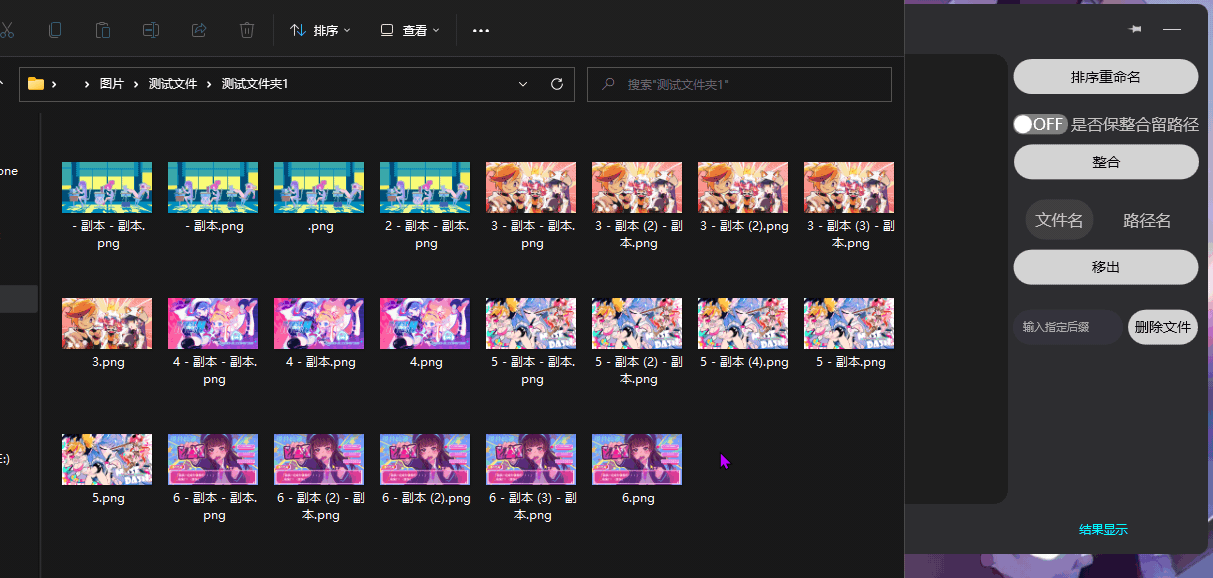 排序
查看
图片 测试文件 测试文件夹1
搜索"测试文件夹1"
one
- 副本 - 副本.
png
- 副本.png
.png
2 - 副本 - 副本.
png
3 - 副本 - 副本.
png
3 - 副本 (2) - 副
本.png
3 - 副本 (2).png
3 - 副本 (3) - 副
本.png
3.png
4 - 副本 - 副本.
png
4 - 副本.png
4.png
5 - 副本 - 副本.
png
5 - 副本 (2) - 副
本.png
5 - 副本 (4).png
5 - 副本.png
E:)
5.png
6 - 副本 - 副本.
png
6 - 副本 (2) - 副
本.png
6 - 副本 (2).png
6 - 副本 (3) - 副
本.png
6.png
排序重命名
OFF 是否保整合留路径
整合
文件名 路径名
移出
输入指定后缀 删除文件
结果显示